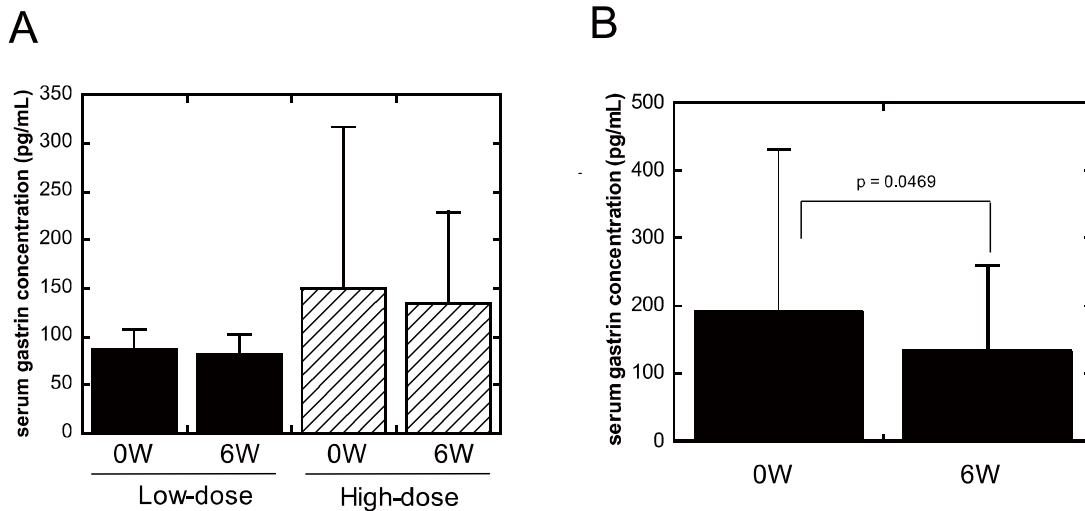 A
serum gastrin concentration (pg/mL)
350
300
250
200
150
100
50
0
0W 6W 0W 6W
Low-dose High-dose
B
serum gastrin concentration (pg/mL)
500
400
300
200
100
0
p = 0.0469
0W 6W